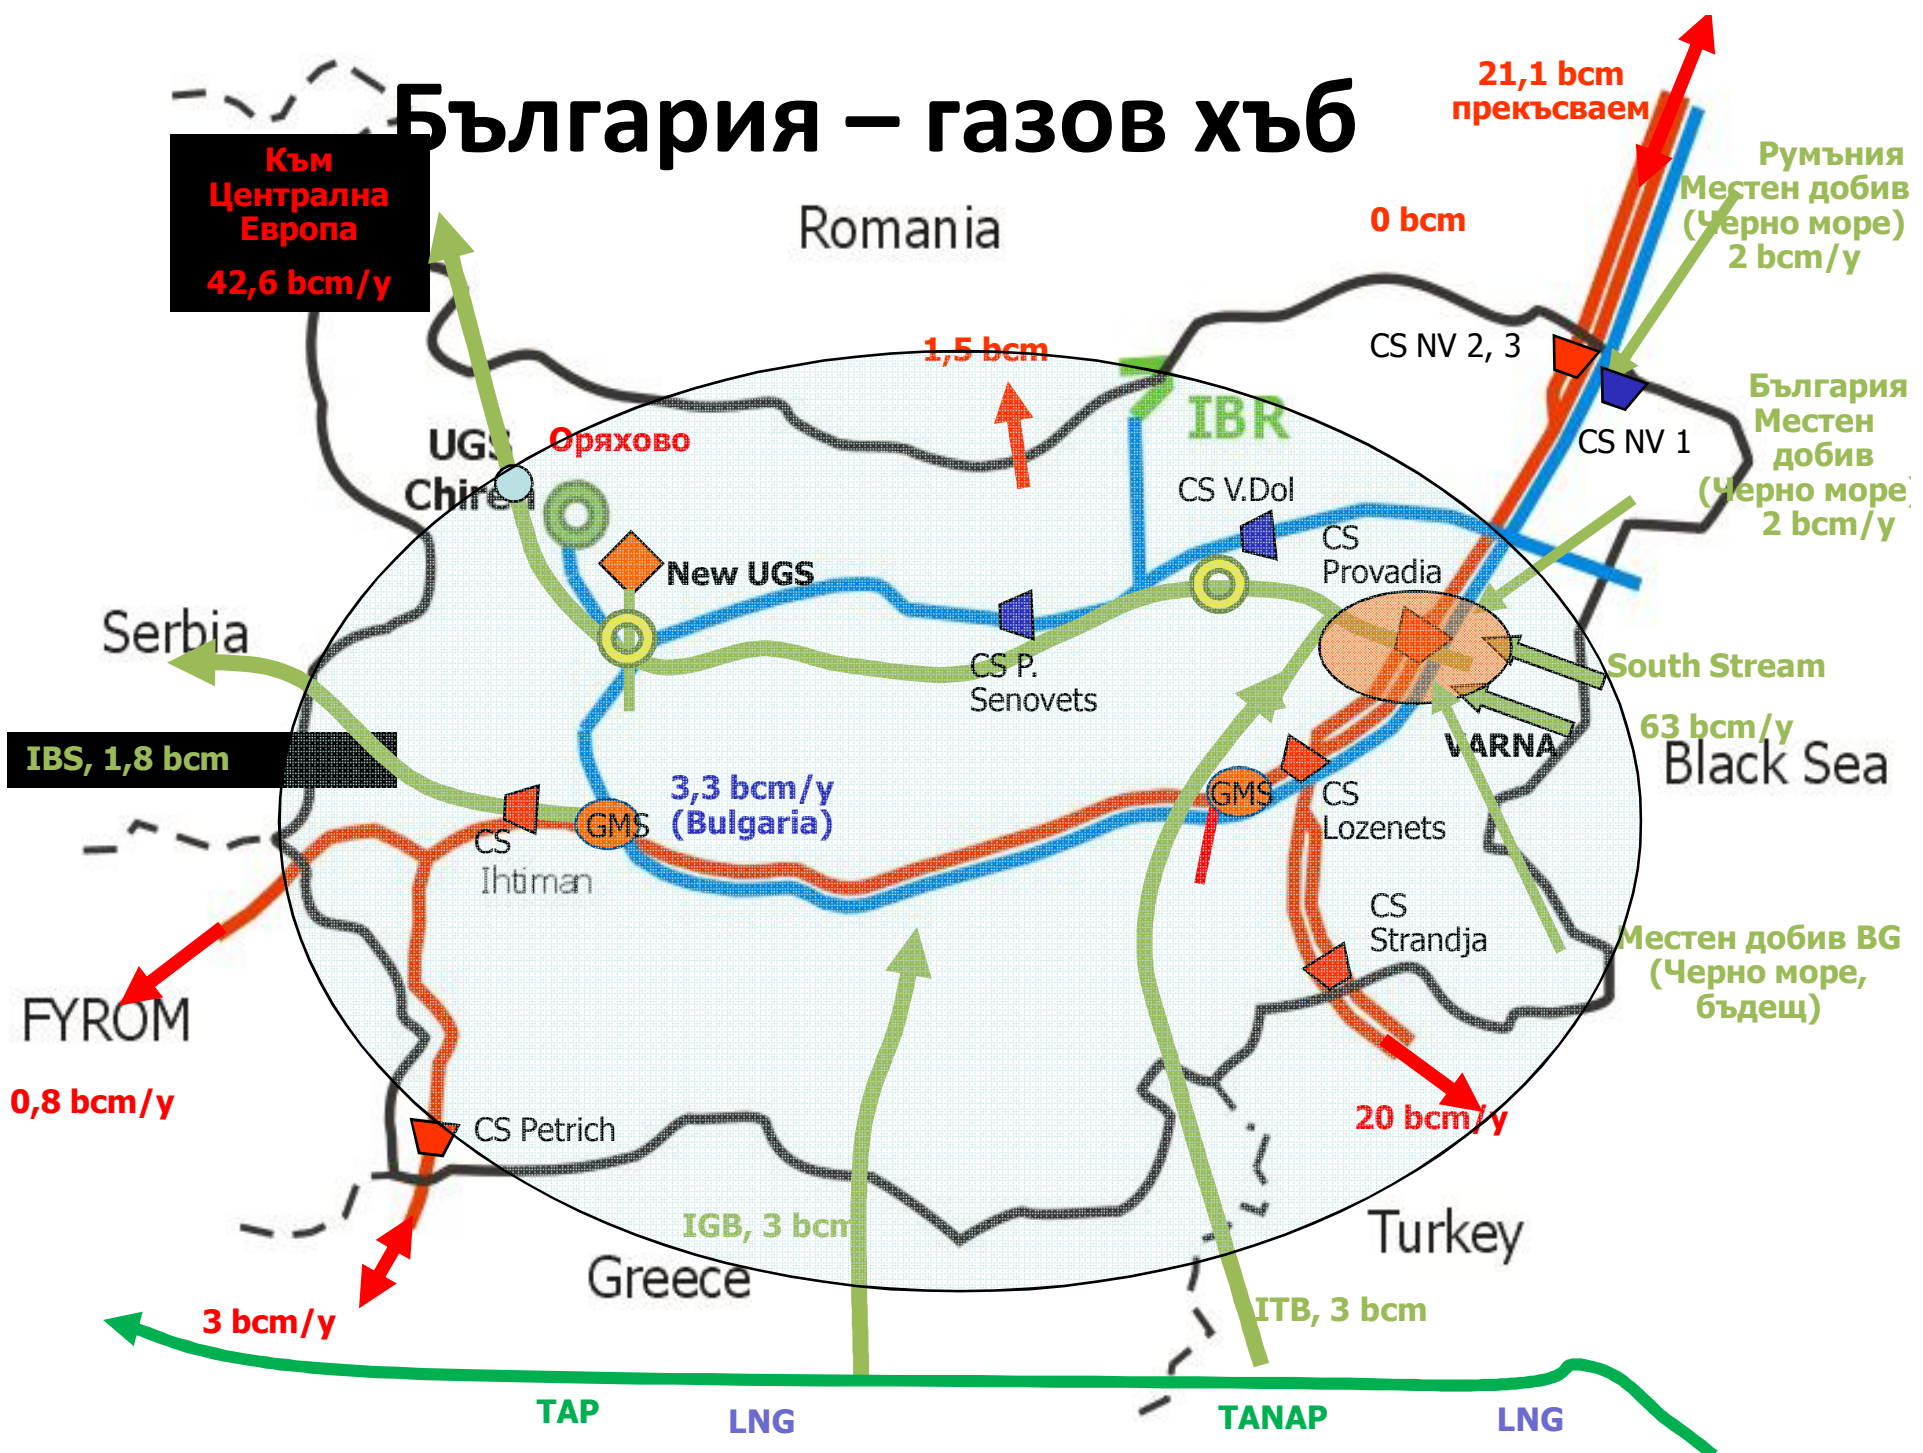 България – газов хъб
21,1 bcm
прекъсваем
Към
Централна
Европа
42,6 bcm/y
Румъния
Местен добив
(Черно море)
2 bcm/y
Romania
0 bcm
CS NV 2, 3
1,5 bcm
IBR
България
Местен
добив
(Черно море)
2 bcm/y
CS NV 1
UGS
Chiren
Оряхово
CS V.Dol
CS
Provadia
New UGS
Serbia
CS P.
Senovets
South Stream
63 bcm/y
VARNA
Black Sea
IBS, 1,8 bcm
3,3 bcm/y
(Bulgaria)
GMS
CS
Lozenets
GMS
CS
Ihtiman
CS
Strandja
Местен добив BG
(Черно море,
бъдещ)
FYROM
0,8 bcm/y
CS Petrich
20 bcm/y
IGB, 3 bcm
Turkey
Greece
ITB, 3 bcm
3 bcm/y
TAP
LNG
TANAP
LNG